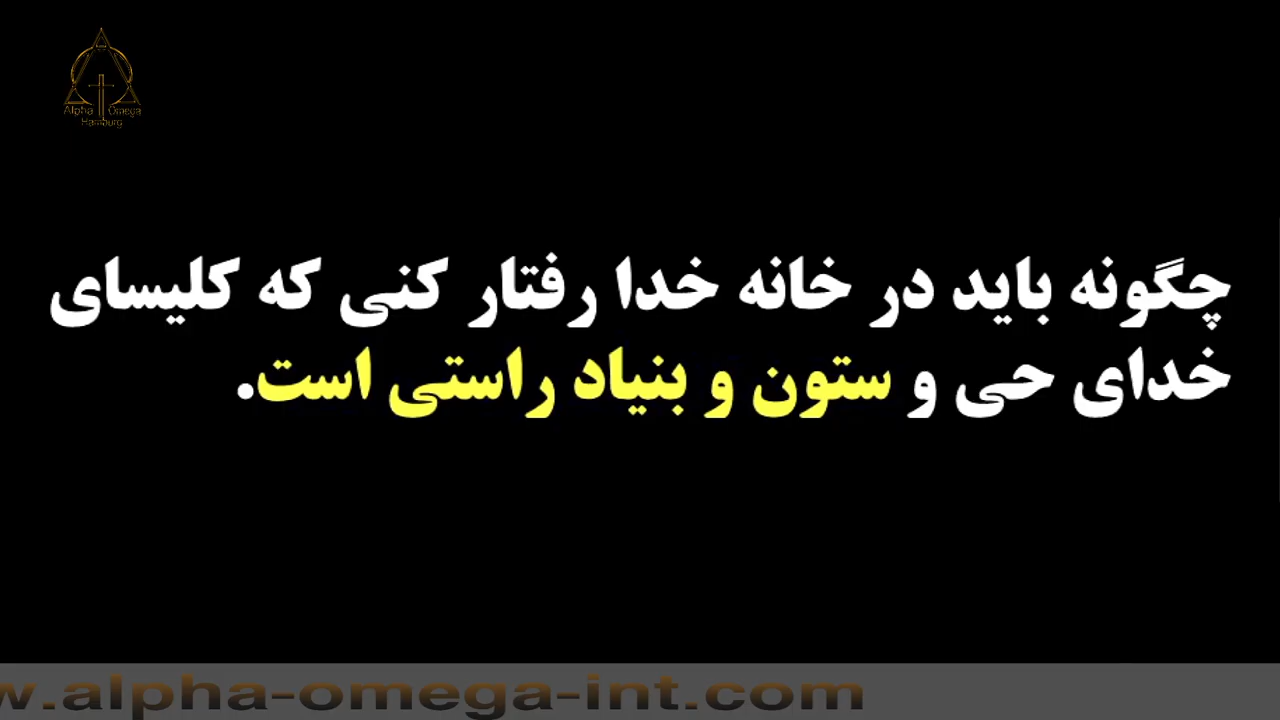 Alpha Omega
Hamburg
چگونه باید در خانه خدا رفتار کنی که کلیسای
خدای حی و ستون و بنیاد راستی است.
w.alpha-omega-int.com